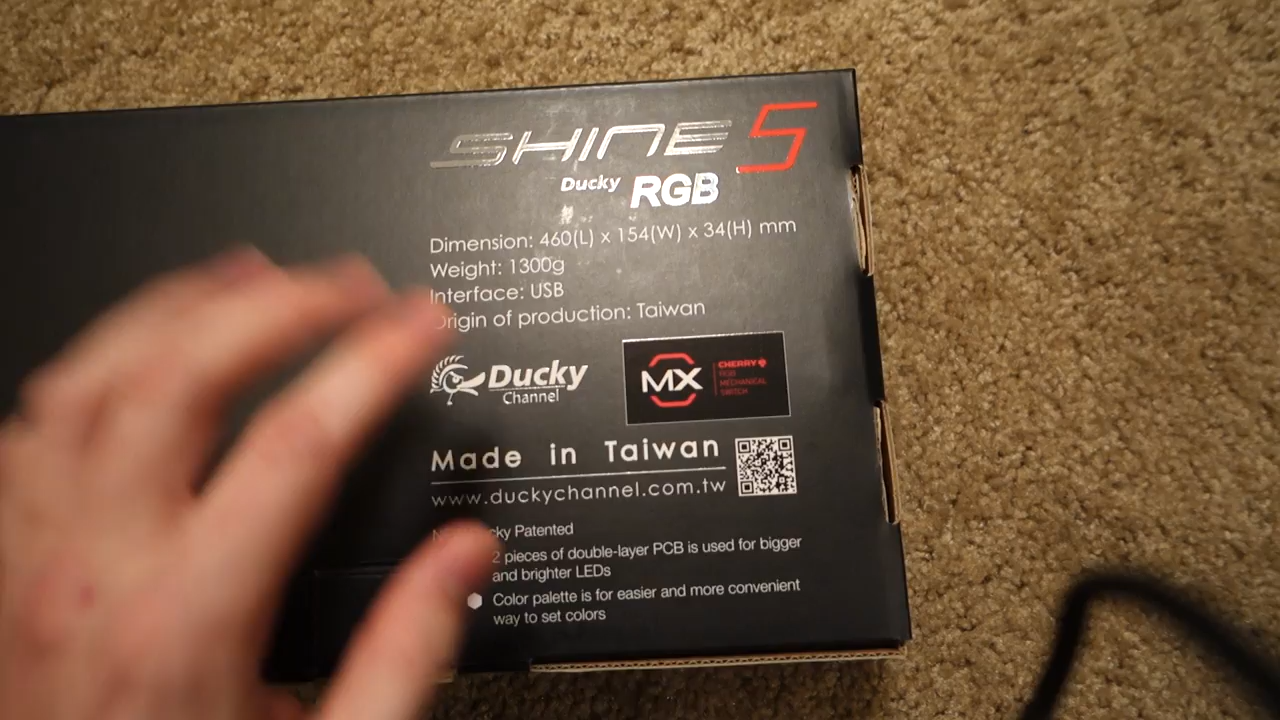 SHINE 5
Ducky RGB
Dimension: 460(L) x 154(W) x 34(H) mm
Weight: 1300g
Interface: USB
Origin of production: Taiwan
Ducky
Channel
MX
CHERRY
RGB
MECHANICAL
SWITCH
Made in Taiwan
www.duckychannel.com.tw
Patented
2 pieces of double-layer PCB is used for bigger
and brighter LEDs
Color palette is for easier and more convenient
way to set colors